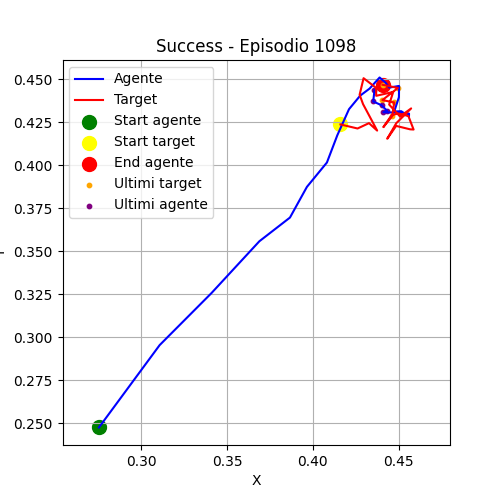 Success - Episodio 1098
Agente
Target
Start agente
Start target
End agente
Ultimi target
Ultimi agente
0.450
0.425
0.400
0.375
0.350
0.325
0.300
0.275
0.250
0.30
0.35
0.40
0.45
X